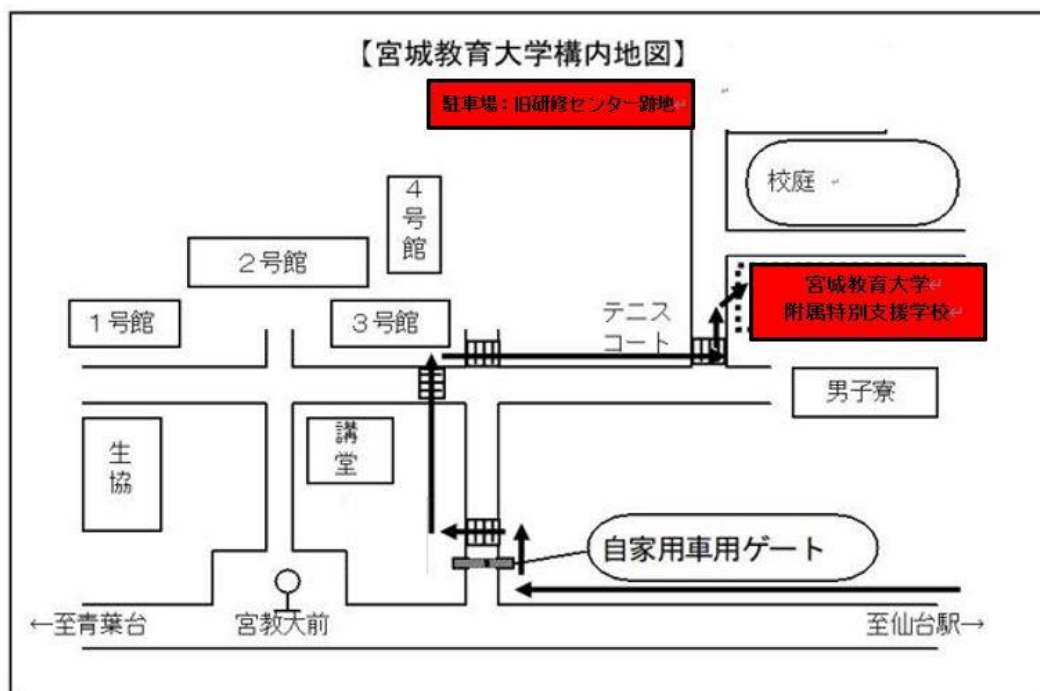 【宮城教育大学構内地図】
駐車場：旧研修センター跡地
校庭
4号館
2号館
宮城教育大学
附属特別支援学校
1号館
3号館
テニス
コート
男子寮
生協
講堂
自家用車用ゲート
←至青葉台
宮教大前
至仙台駅→